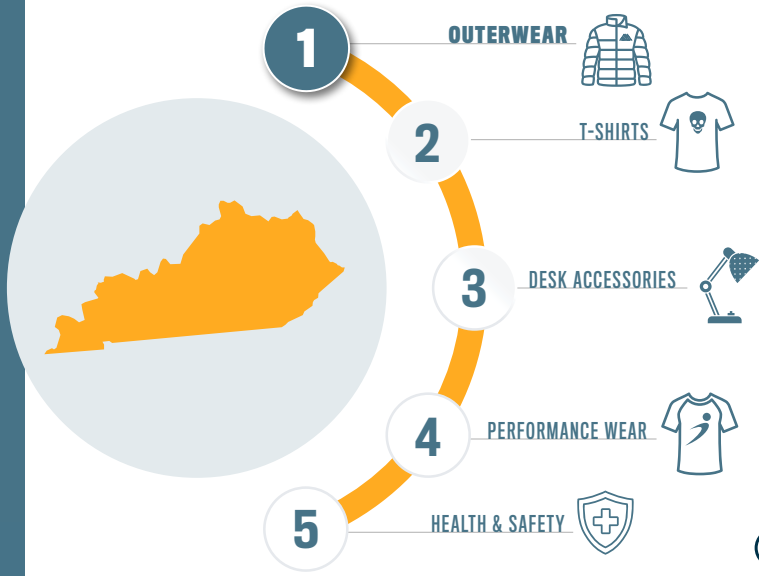 1
OUTERWEAR
2
T-SHIRTS
3
DESK ACCESSORIES
4
PERFORMANCE WEAR
5
HEALTH & SAFETY